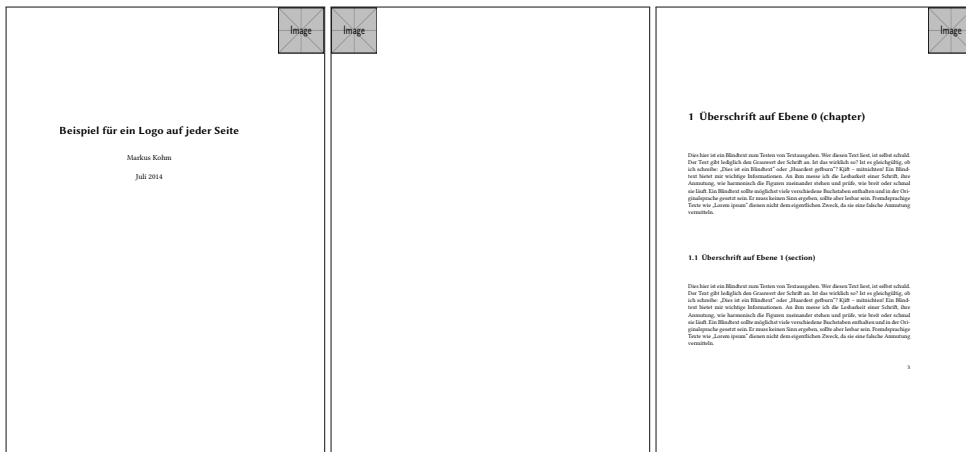 Image
Beispiel für ein Logo auf jeder Seite
Markus Kohm
Juli 2014
Image
Image
1 Überschrift auf Ebene 0 (chapter)
Dies hier ist ein Blindtext zum Testen von Textausgaben. Wer diesen Text liest, ist selbst schuld.
Der Text gibt lediglich den Grauwert der Schrift an. Ist das wirklich so? Ist es gleichgültig, ob
ich schreibe: „Dies ist ein Blindtext“ oder „Huardest gefburn“? Kjift – mitnichten! Ein Blind-
text bietet mir wichtige Informationen. An ihm messe ich die Lesbarkeit einer Schrift, ihre
Anmutung, wie harmonisch die Figuren zueinander stehen und prüfe, wie breit oder schmal
sie läuft. Ein Blindtext sollte möglichst viele verschiedene Buchstaben enthalten und in der Ori-
ginalsprache gesetzt sein. Er muss keinen Sinn ergeben, sollte aber lesbar sein. Fremdsprachige
Texte wie „Lorem ipsum“ dienen nicht dem eigentlichen Zweck, da sie eine falsche Anmutung
vermitteln.
1.1 Überschrift auf Ebene 1 (section)
Dies hier ist ein Blindtext zum Testen von Textausgaben. Wer diesen Text liest, ist selbst schuld.
Der Text gibt lediglich den Grauwert der Schrift an. Ist das wirklich so? Ist es gleichgültig, ob
ich schreibe: „Dies ist ein Blindtext“ oder „Huardest gefburn“? Kjift – mitnichten! Ein Blind-
text bietet mir wichtige Informationen. An ihm messe ich die Lesbarkeit einer Schrift, ihre
Anmutung, wie harmonisch die Figuren zueinander stehen und prüfe, wie breit oder schmal
sie läuft. Ein Blindtext sollte möglichst viele verschiedene Buchstaben enthalten und in der Ori-
ginalsprache gesetzt sein. Er muss keinen Sinn ergeben, sollte aber lesbar sein. Fremdsprachige
Texte wie „Lorem ipsum“ dienen nicht dem eigentlichen Zweck, da sie eine falsche Anmutung
vermitteln.
3